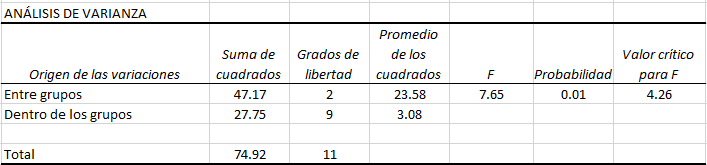 ANÁLISIS DE VARIANZA
Origen de las variaciones Suma de cuadrados Grados de libertad Promedio de los cuadrados F Probabilidad Valor crítico para F
Entre grupos 47.17 2 23.58 7.65 0.01 4.26
Dentro de los grupos 27.75 9 3.08
Total 74.92 11